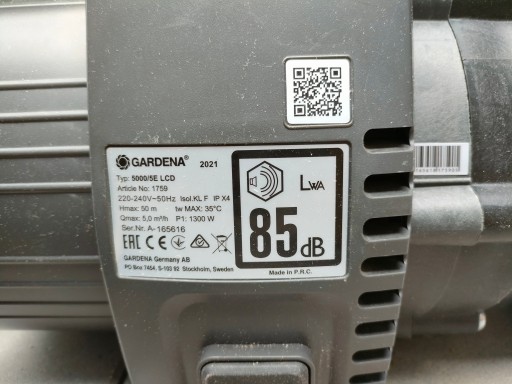 GARDENA® 2021
Typ: 5000/5E LCD
Article No: 1759
220-240V~50Hz Isol.KL F IP X4
Hmax: 50 m tw MAX: 35°C
Qmax: 5,0 m³/h P1: 1300 W
Ser.Nr. A-165616
EAC CE
GARDENA Germany AB
PO Box 7454, S-103 92 Stockholm, Sweden
LWA
85dB
Made in P.R.C.